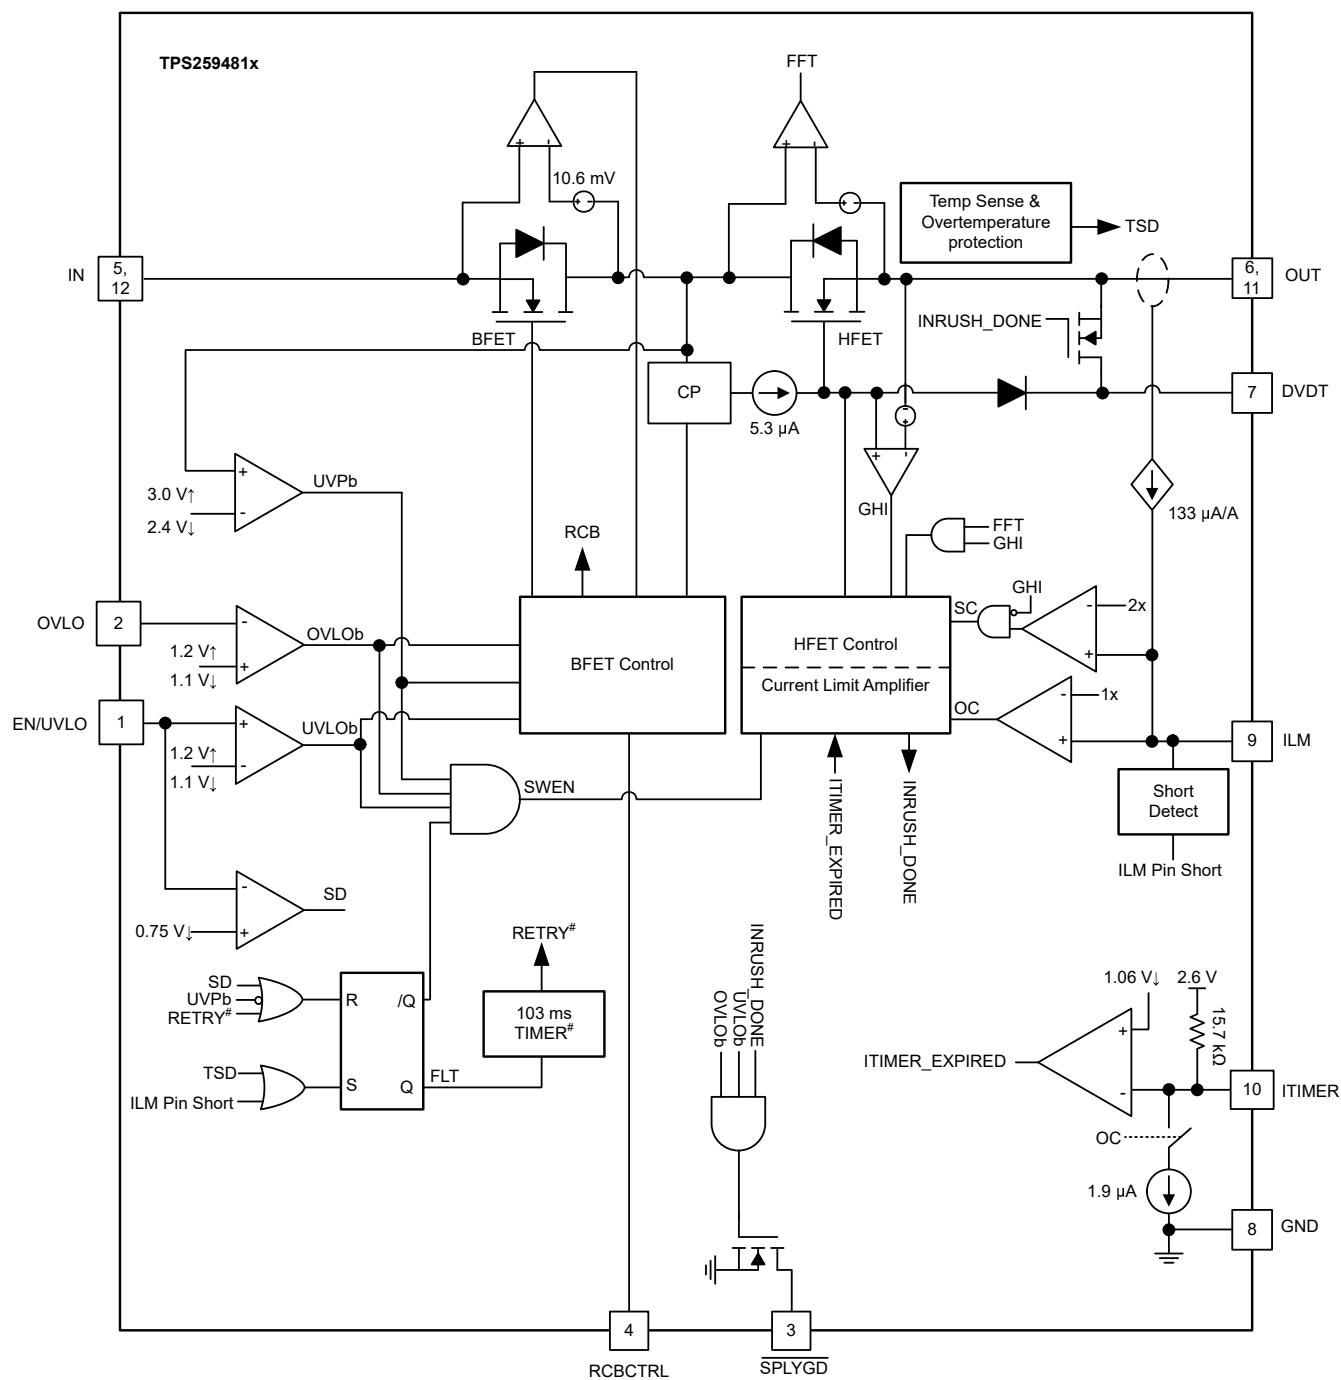 TPS259481x
FFT
10.6 mV
+ -
+ -
+ -
+ -
Temp Sense &
Overtemperature
protection
TSD
IN
5,
12
6,
11
OUT
BFET
HFET
INRUSH_DONE
CP
5.3 µA
7
DVDT
+ -
+ -
GHI
UVPb
+
-
3.0 V↑
2.4 V↓
133 µA/A
RCB
FFT
GHI
OVLO
2
OVLOb
-
+
1.2 V↑
1.1 V↓
BFET Control
HFET Control
Current Limit Amplifier
SC
GHI
-
2x
+
OC
-
1x
+
EN/UVLO
1
UVLOb
+
-
1.2 V↑
1.1 V↓
9
ILM
SWEN
ITIMER_EXPIRED
INRUSH_DONE
Short
Detect
ILM Pin Short
SD
-
+
0.75 V↓
RETRY#
SD
UVPb
RETRY#
R
/Q
103 ms
TIMER#
TSD
ILM Pin Short
S
Q
FLT
OVLOb
UVLOb
INRUSH_DONE
1.06 V↓
2.6 V
15.7 kΩ
ITIMER_EXPIRED
+
-
10
ITIMER
OC
1.9 µA
8
GND
4
RCBCTRL
3
SPLYGD